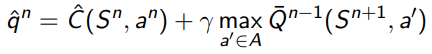 q̂ⁿ = Ĉ(Sⁿ, aⁿ) + γ max_{a′∈A} Q̄ⁿ⁻¹(Sⁿ⁺¹, a′)